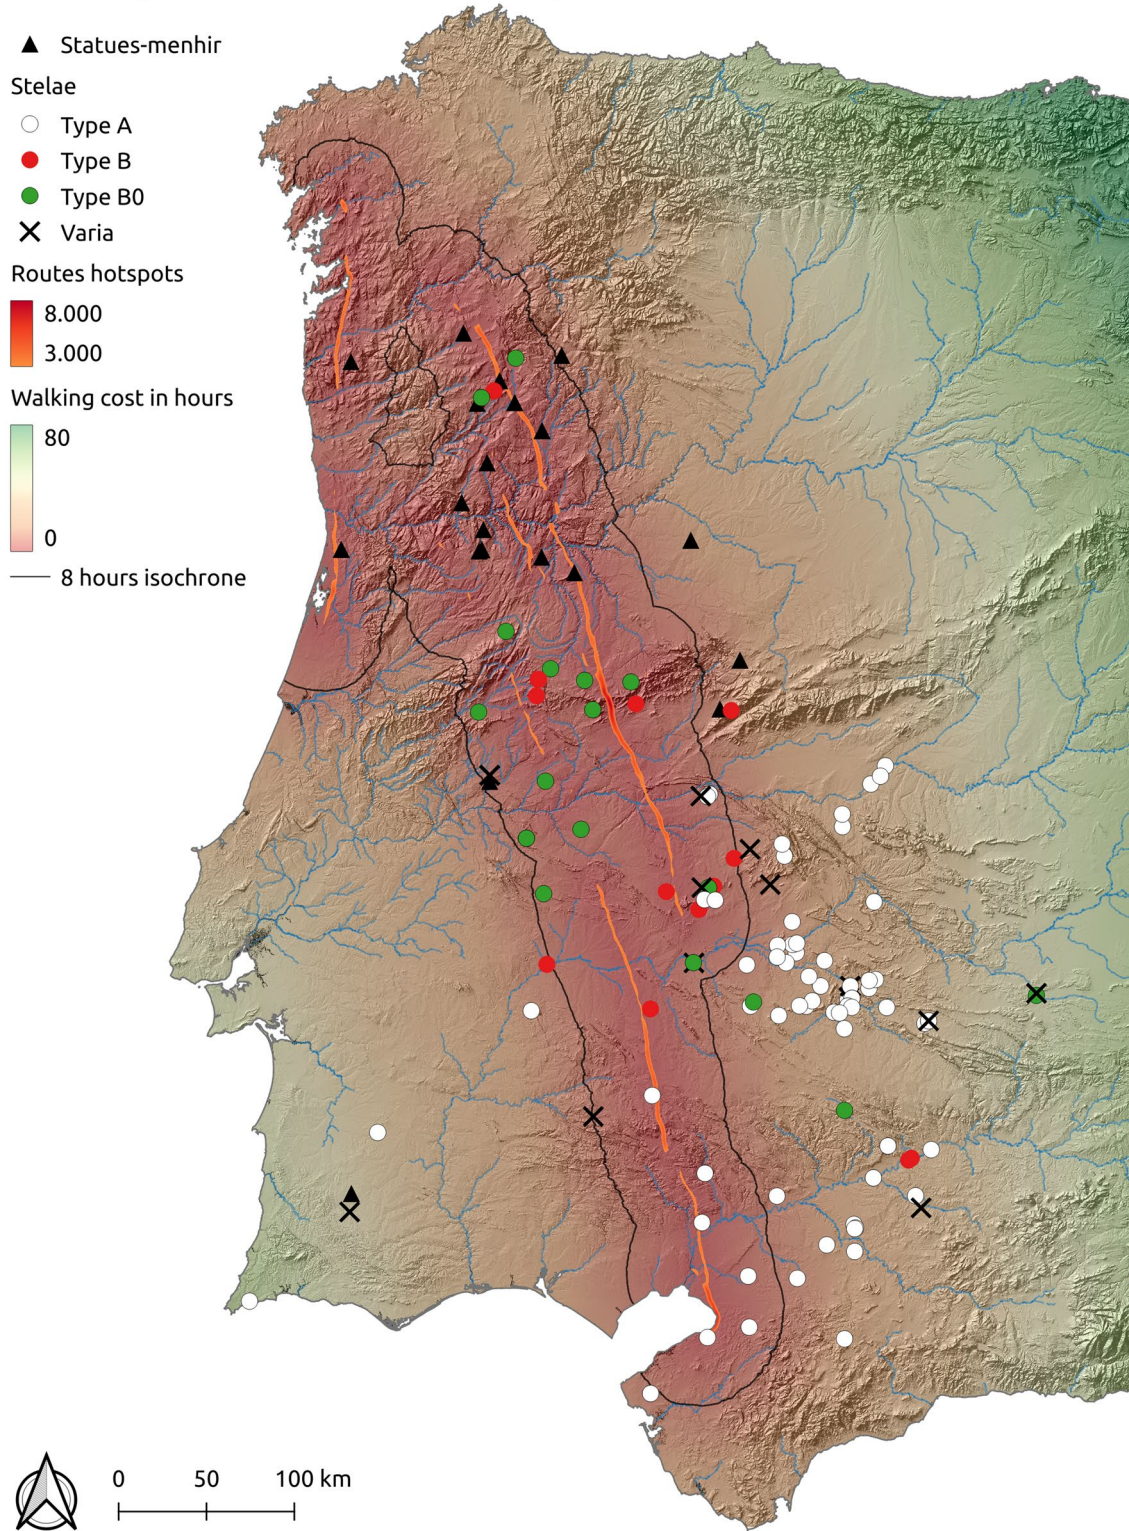 Statues-menhir
Stelae
Type A
Type B
Type B0
Varia
Routes hotspots
8.000
3.000
Walking cost in hours
80
0
8 hours isochrone
0 50 100 km